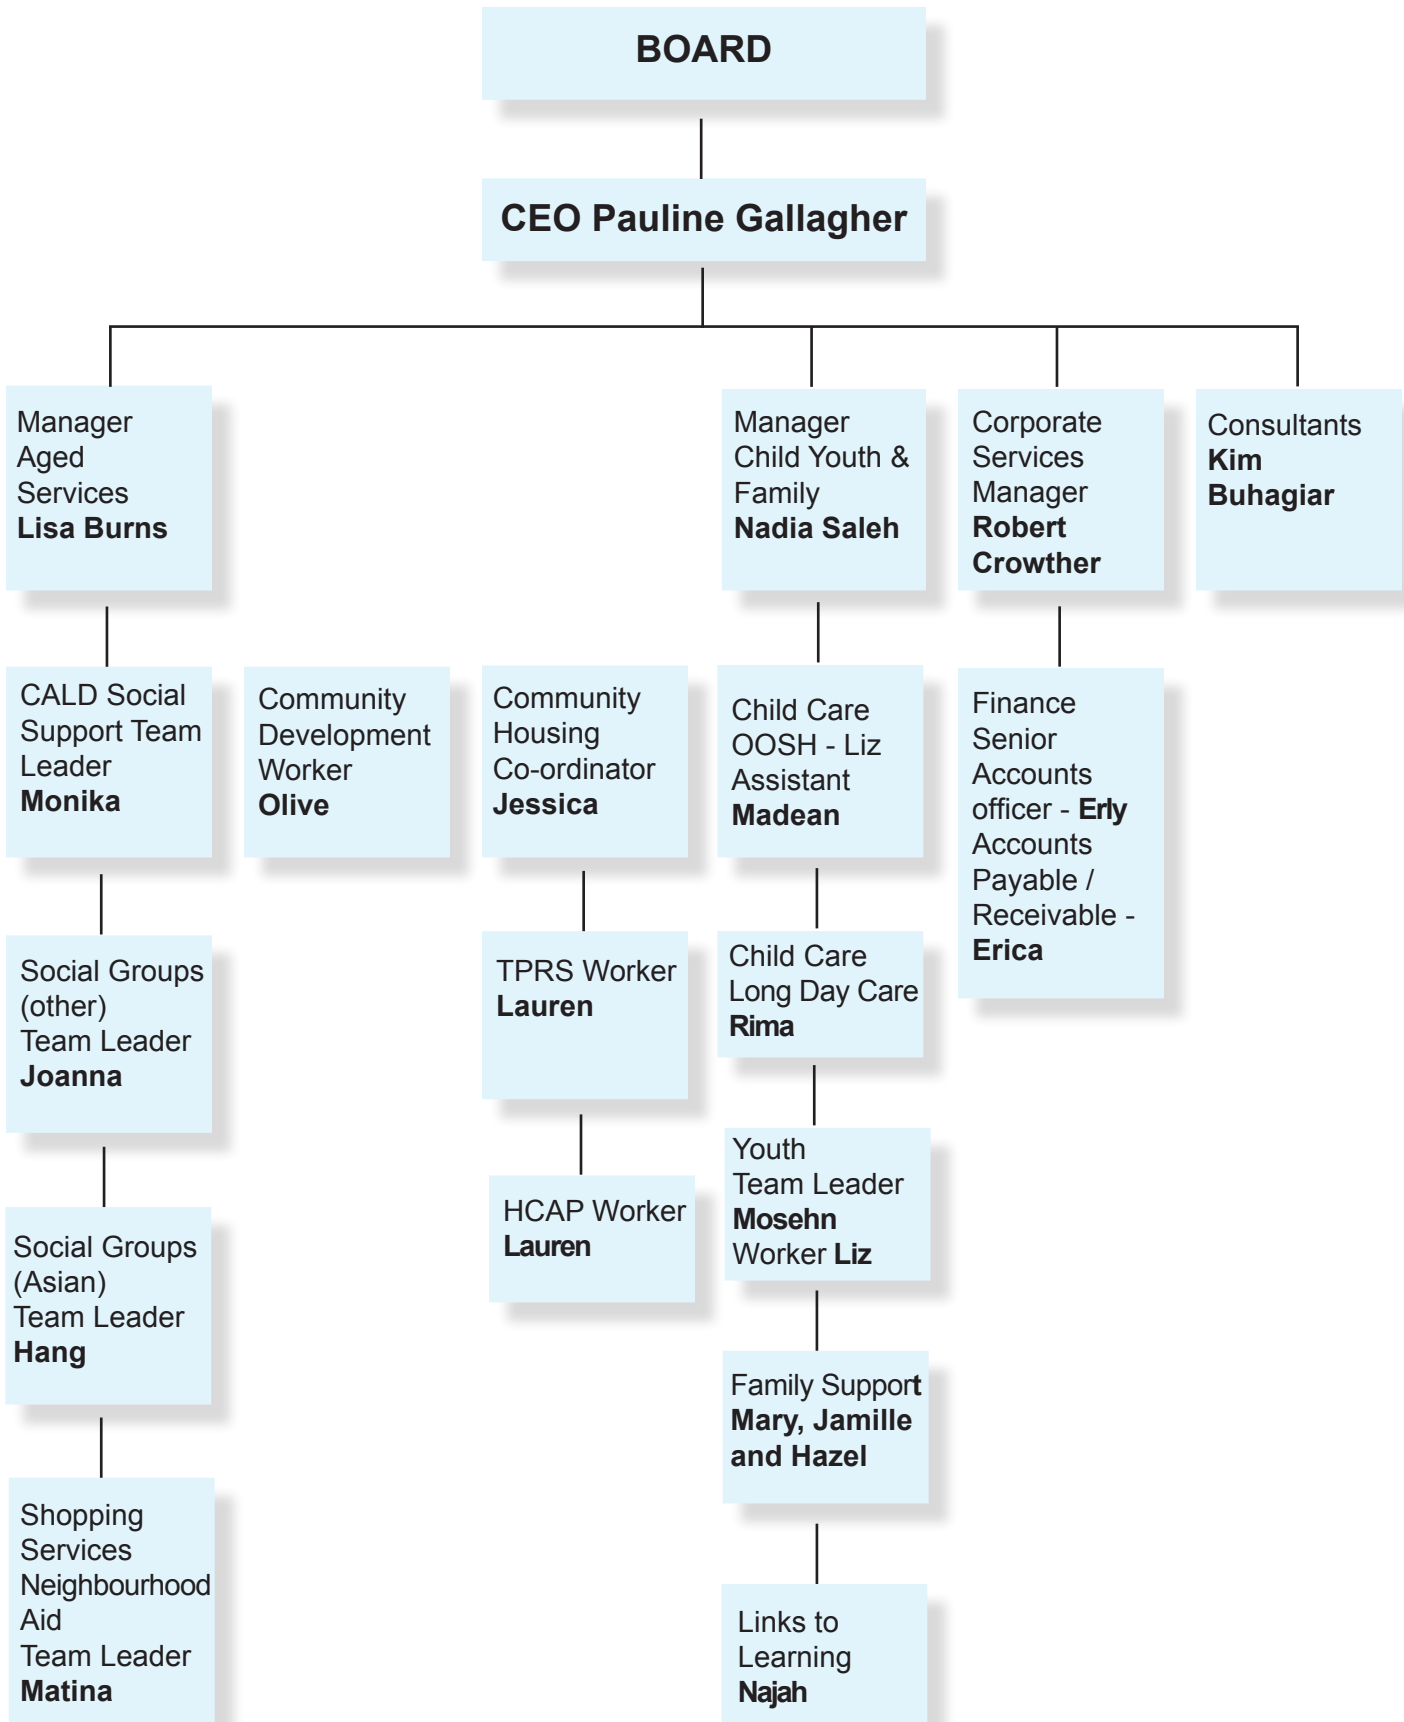 BOARD
CEO Pauline Gallagher
Manager
Aged
Services
Lisa Burns
Manager
Child Youth &
Family
Nadia Saleh
Corporate
Services
Manager
Robert
Crowther
Consultants
Kim
Buhagiar
CALD Social
Support Team
Leader
Monika
Community
Development
Worker
Olive
Community
Housing
Co-ordinator
Jessica
Child Care
OOSH - Liz
Assistant
Madean
Finance
Senior
Accounts
officer - Erly
Accounts
Payable /
Receivable -
Erica
Social Groups
(other)
Team Leader
Joanna
TPRS Worker
Lauren
Child Care
Long Day Care
Rima
Social Groups
(Asian)
Team Leader
Hang
HCAP Worker
Lauren
Youth
Team Leader
Mosehn
Worker Liz
Family Support
Mary, Jamille
and Hazel
Shopping
Services
Neighbourhood
Aid
Team Leader
Matina
Links to
Learning
Najah